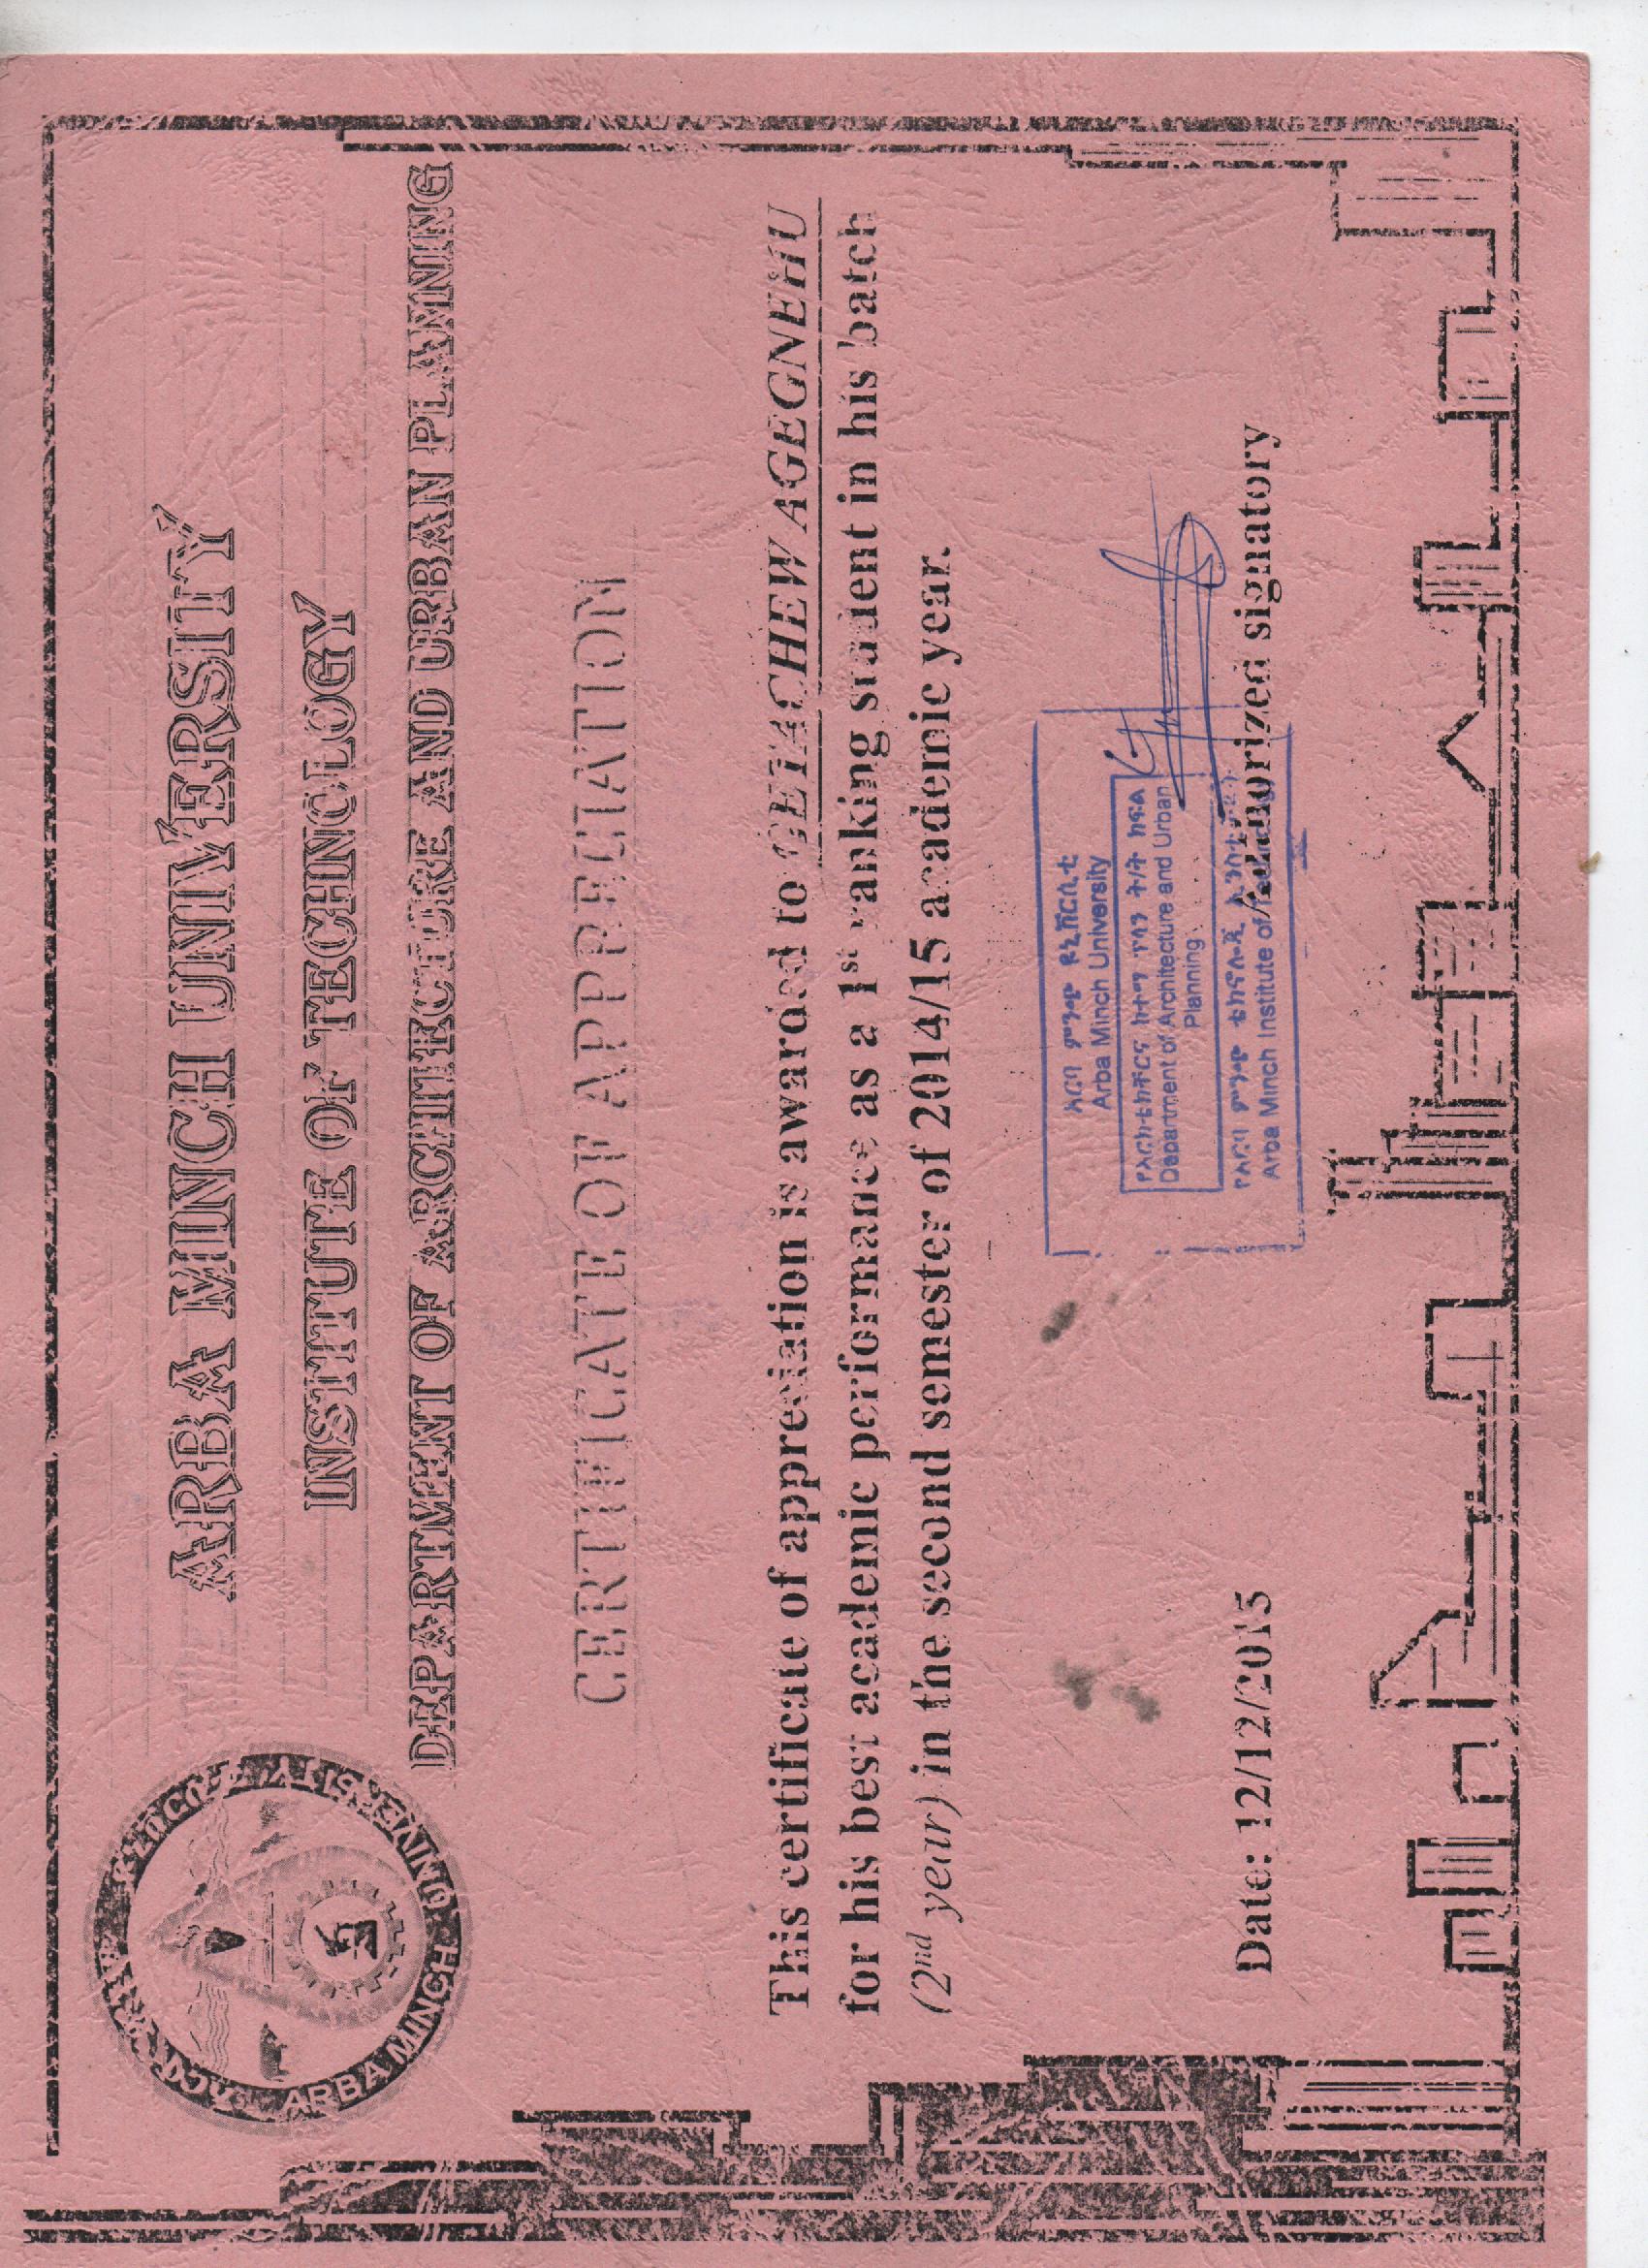 ARBA MINCH UNIVERSITY
ARBA MINCH UNIVERSITY
INSTITUTE OF TECHNOLOGY
DEPARTMENT OF ARCHITECTURE AND URBAN PLANNING
CERTIFICATE OF APPRECIATION
This certificate of appreciation is awarded to GETACHEW AGEGNEHU
for his best academic performance as a 1st ranking student in his batch
(2nd year) in the second semester of 2014/15 academic year.
አርባ ምንጭ ዩኒቨርሲቲ
Arba Minch University
የአርክቴክቸርና ከተማ ፕላን ት/ት ክፍል
Department of Architecture and Urban
Planning
የአርባ ምንጭ ቴክኖሎጂ ኢንስቲትዩት
Arba Minch Institute of Technology
Date: 12/12/2015
Authorized signatory